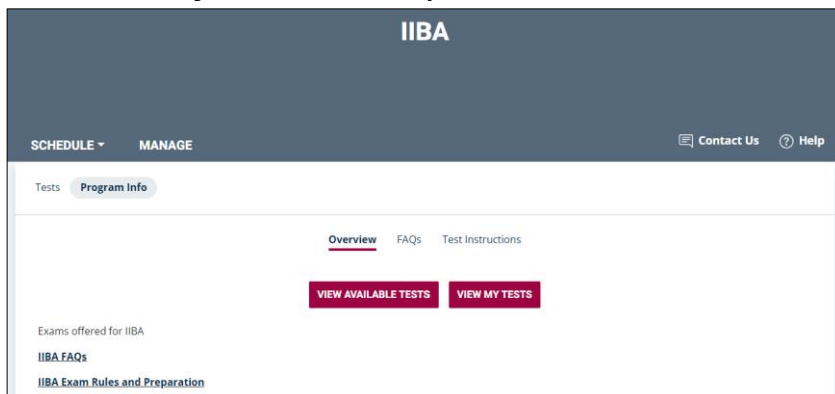 IIBA
SCHEDULE MANAGE Contact Us Help
Tests Program Info
Overview FAQs Test Instructions
VIEW AVAILABLE TESTS VIEW MY TESTS
Exams offered for IIBA
IIBA FAQs
IIBA Exam Rules and Preparation